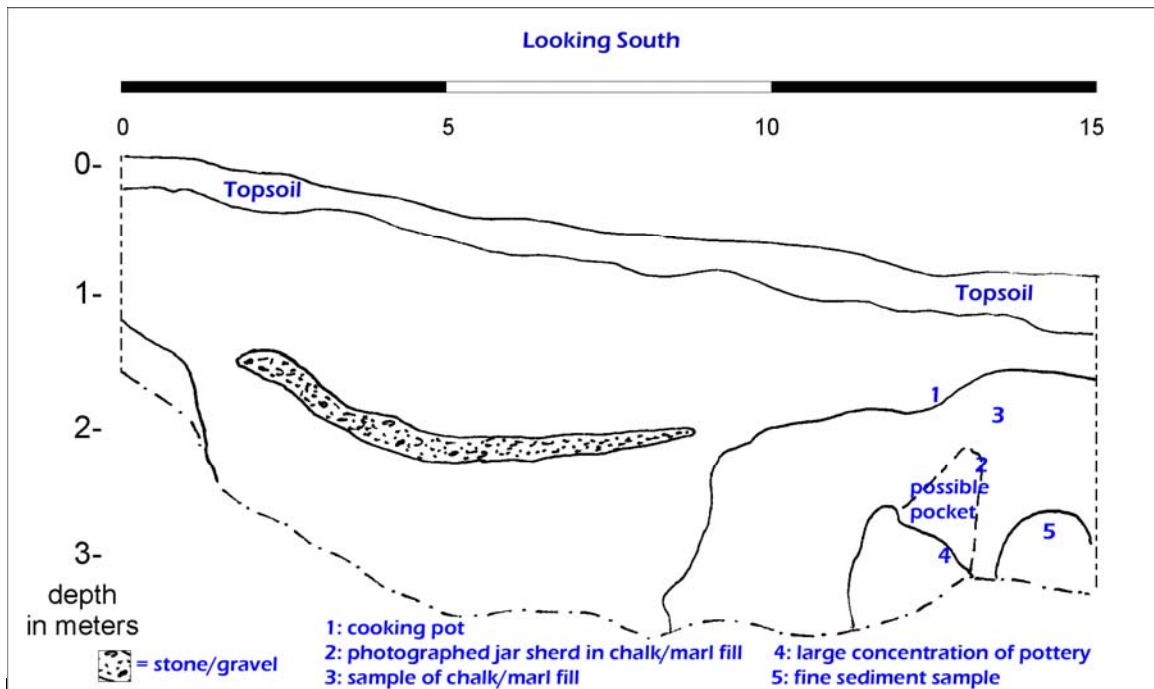 Looking South
0 5 10 15
0-
Topsoil
1-
Topsoil
1
2-
3
2
possible
pocket
5
3-
4
depth
in meters
= stone/gravel
1: cooking pot
2: photographed jar sherd in chalk/marl fill
3: sample of chalk/marl fill
4: large concentration of pottery
5: fine sediment sample